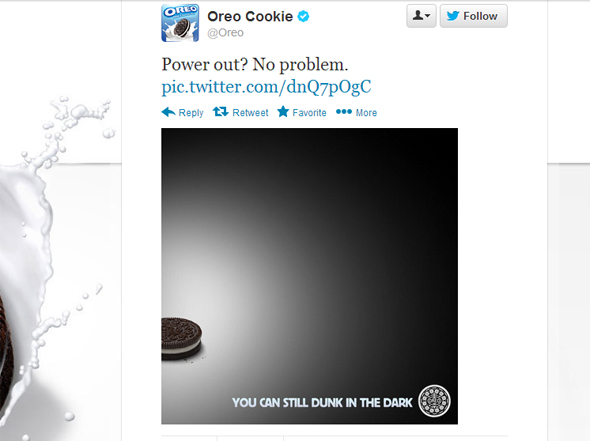 OREO
Oreo Cookie
@Oreo
Follow
Power out? No problem.
pic.twitter.com/dnQ7pOgC
Reply Retweet Favorite More
YOU CAN STILL DUNK IN THE DARK